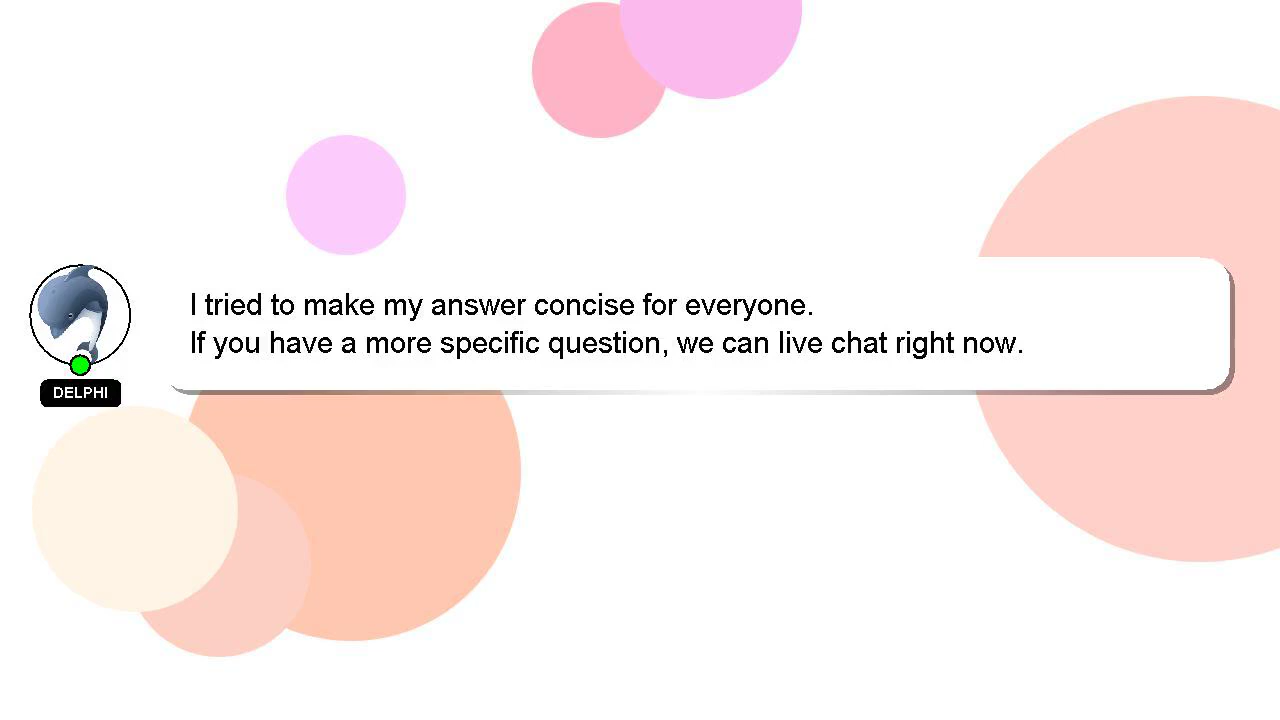 I tried to make my answer concise for everyone.
If you have a more specific question, we can live chat right now.
DELPHI